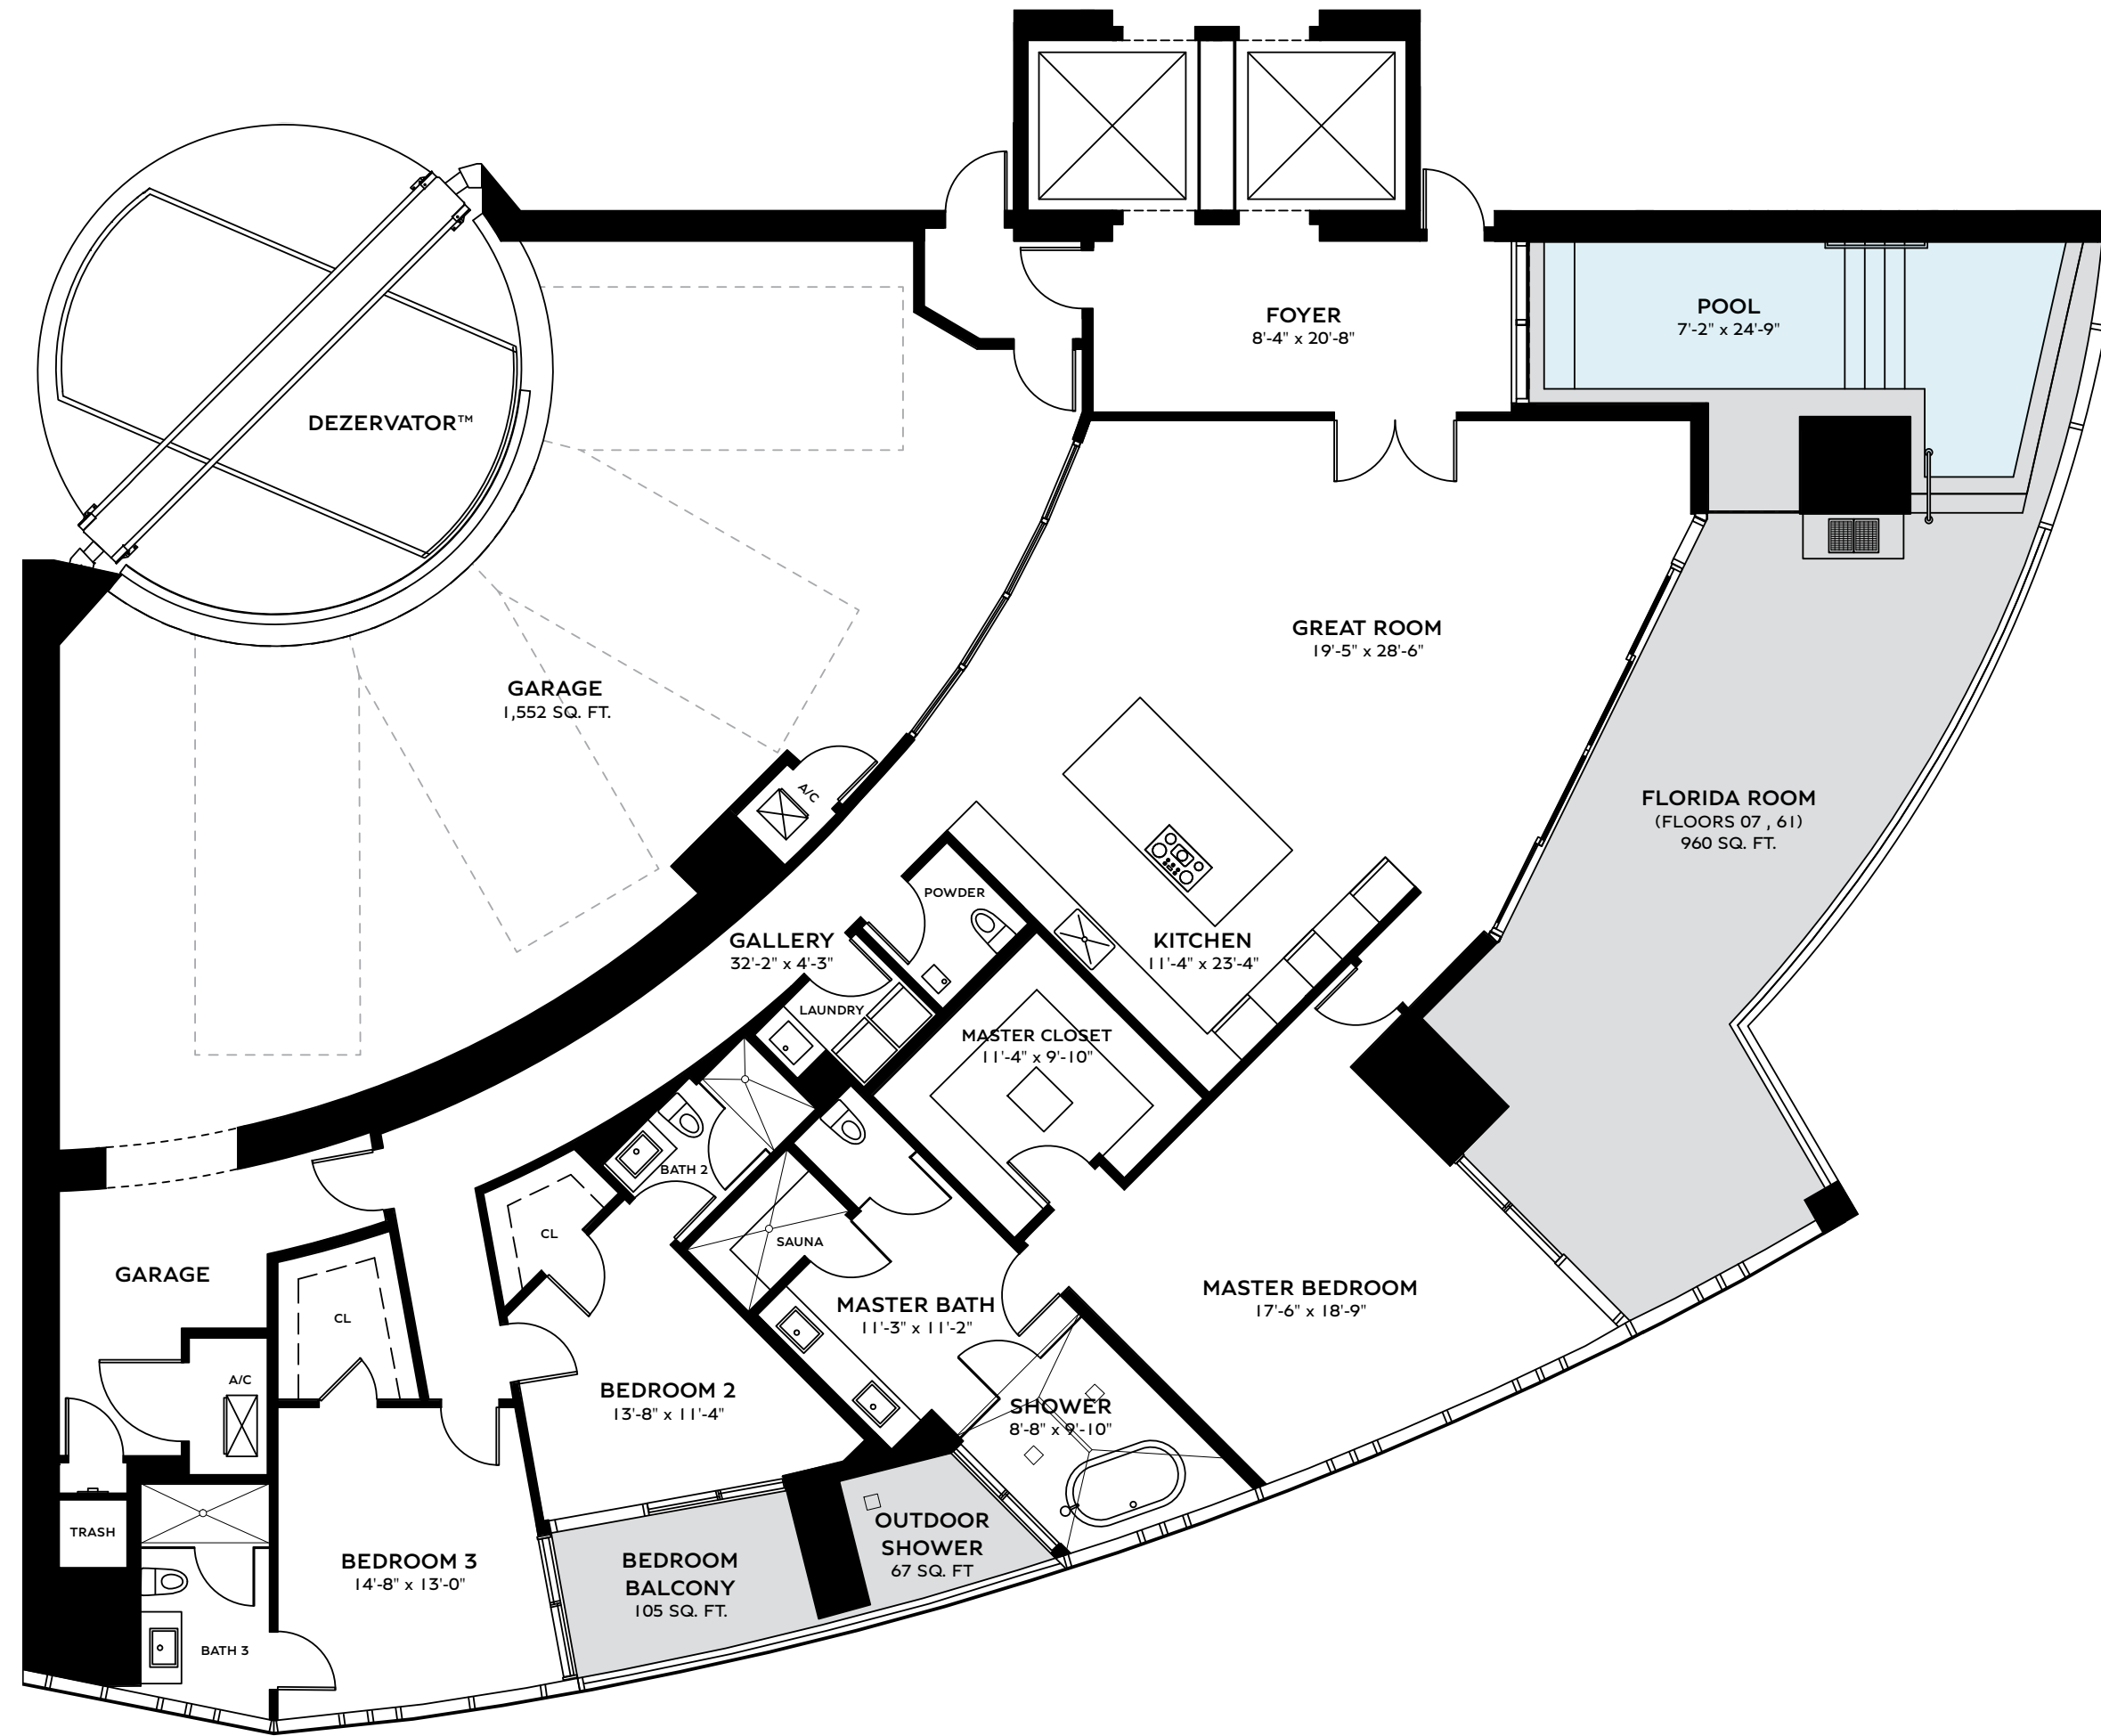 POOL
7'-2" x 24'-9"
FOYER
8'-4" x 20'-8"
DEZERVATOR™
GREAT ROOM
19'-5" x 28'-6"
GARAGE
1,552 SQ. FT.
A/C
FLORIDA ROOM
(FLOORS 07 , 61)
960 SQ. FT.
POWDER
GALLERY
32'-2" x 4'-3"
KITCHEN
11'-4" x 23'-4"
LAUNDRY
MASTER CLOSET
11'-4" x 9'-10"
BATH 2
CL
SAUNA
GARAGE
MASTER BEDROOM
17'-6" x 18'-9"
MASTER BATH
11'-3" x 11'-2"
CL
A/C
BEDROOM 2
13'-8" x 11'-4"
SHOWER
8'-8" x 9'-10"
TRASH
OUTDOOR
SHOWER
67 SQ. FT
BEDROOM 3
14'-8" x 13'-0"
BEDROOM
BALCONY
105 SQ. FT.
BATH 3